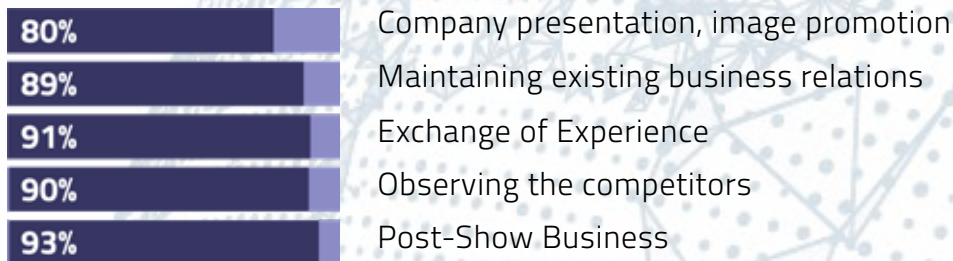 80% Company presentation, image promotion
89% Maintaining existing business relations
91% Exchange of Experience
90% Observing the competitors
93% Post-Show Business